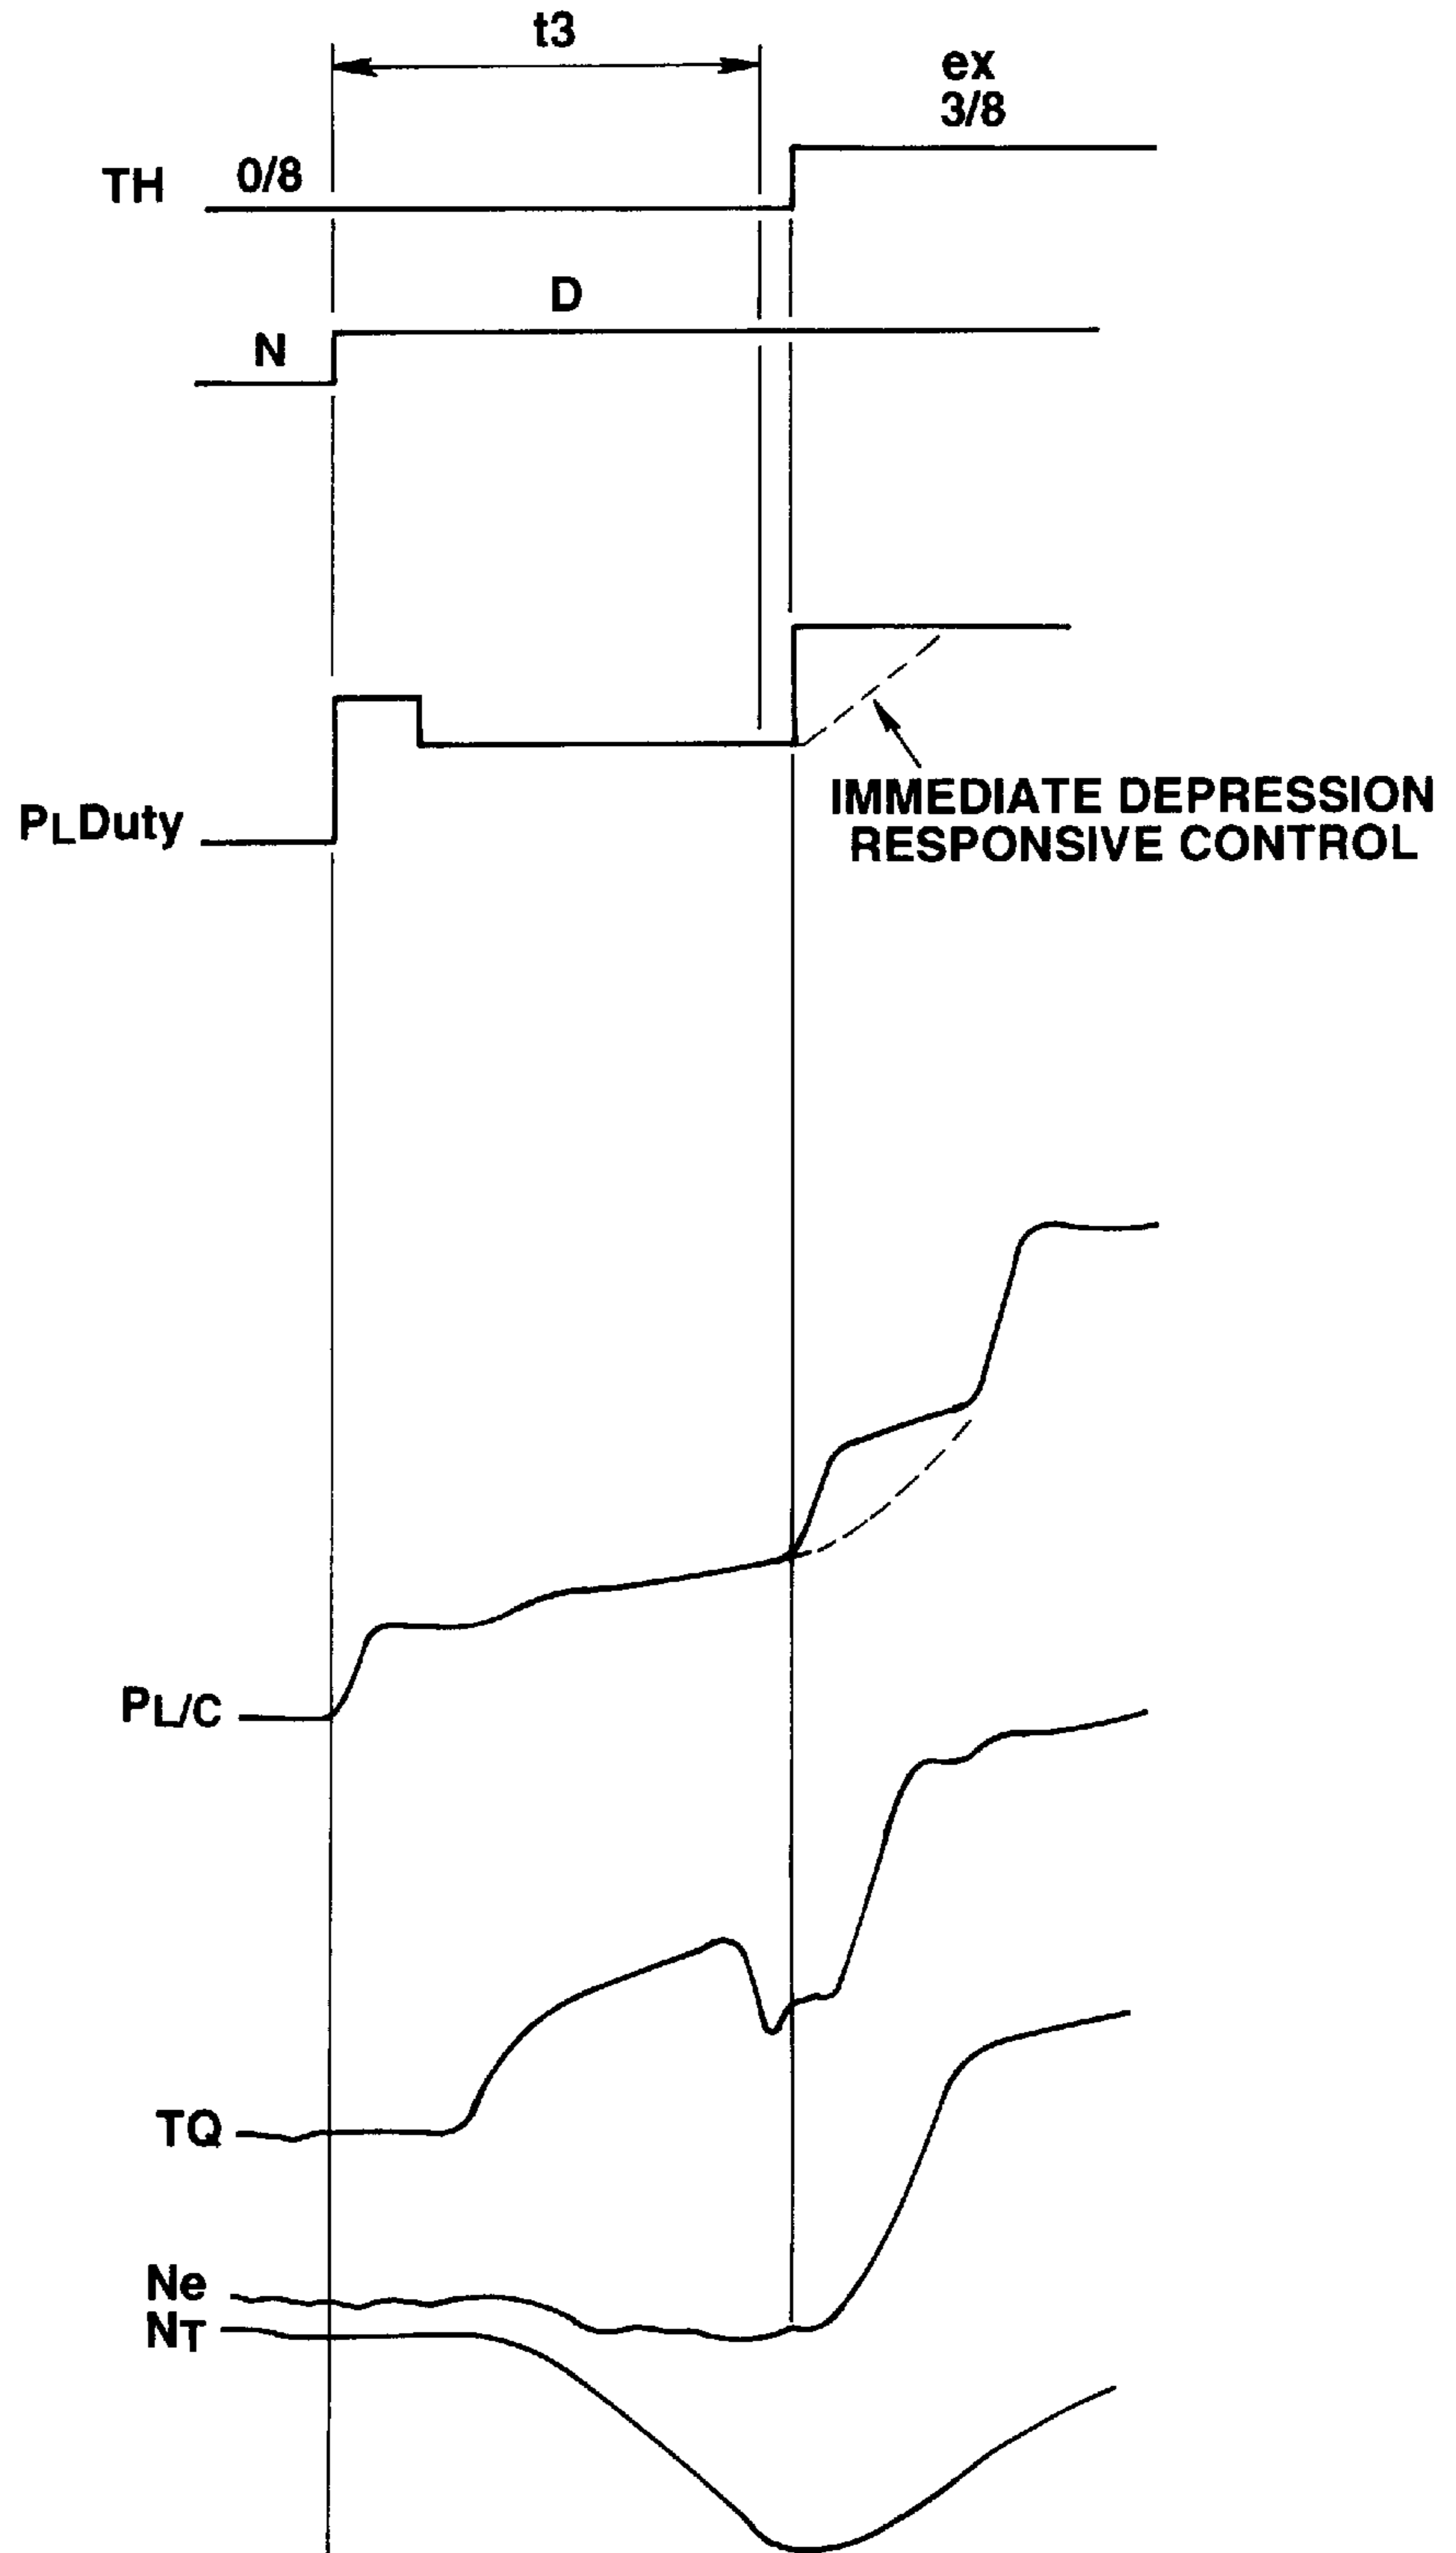 t3
ex
3/8
TH
0/8
D
N
PLDuty
IMMEDIATE DEPRESSION
RESPONSIVE CONTROL
PL/C
TQ
Ne
NT